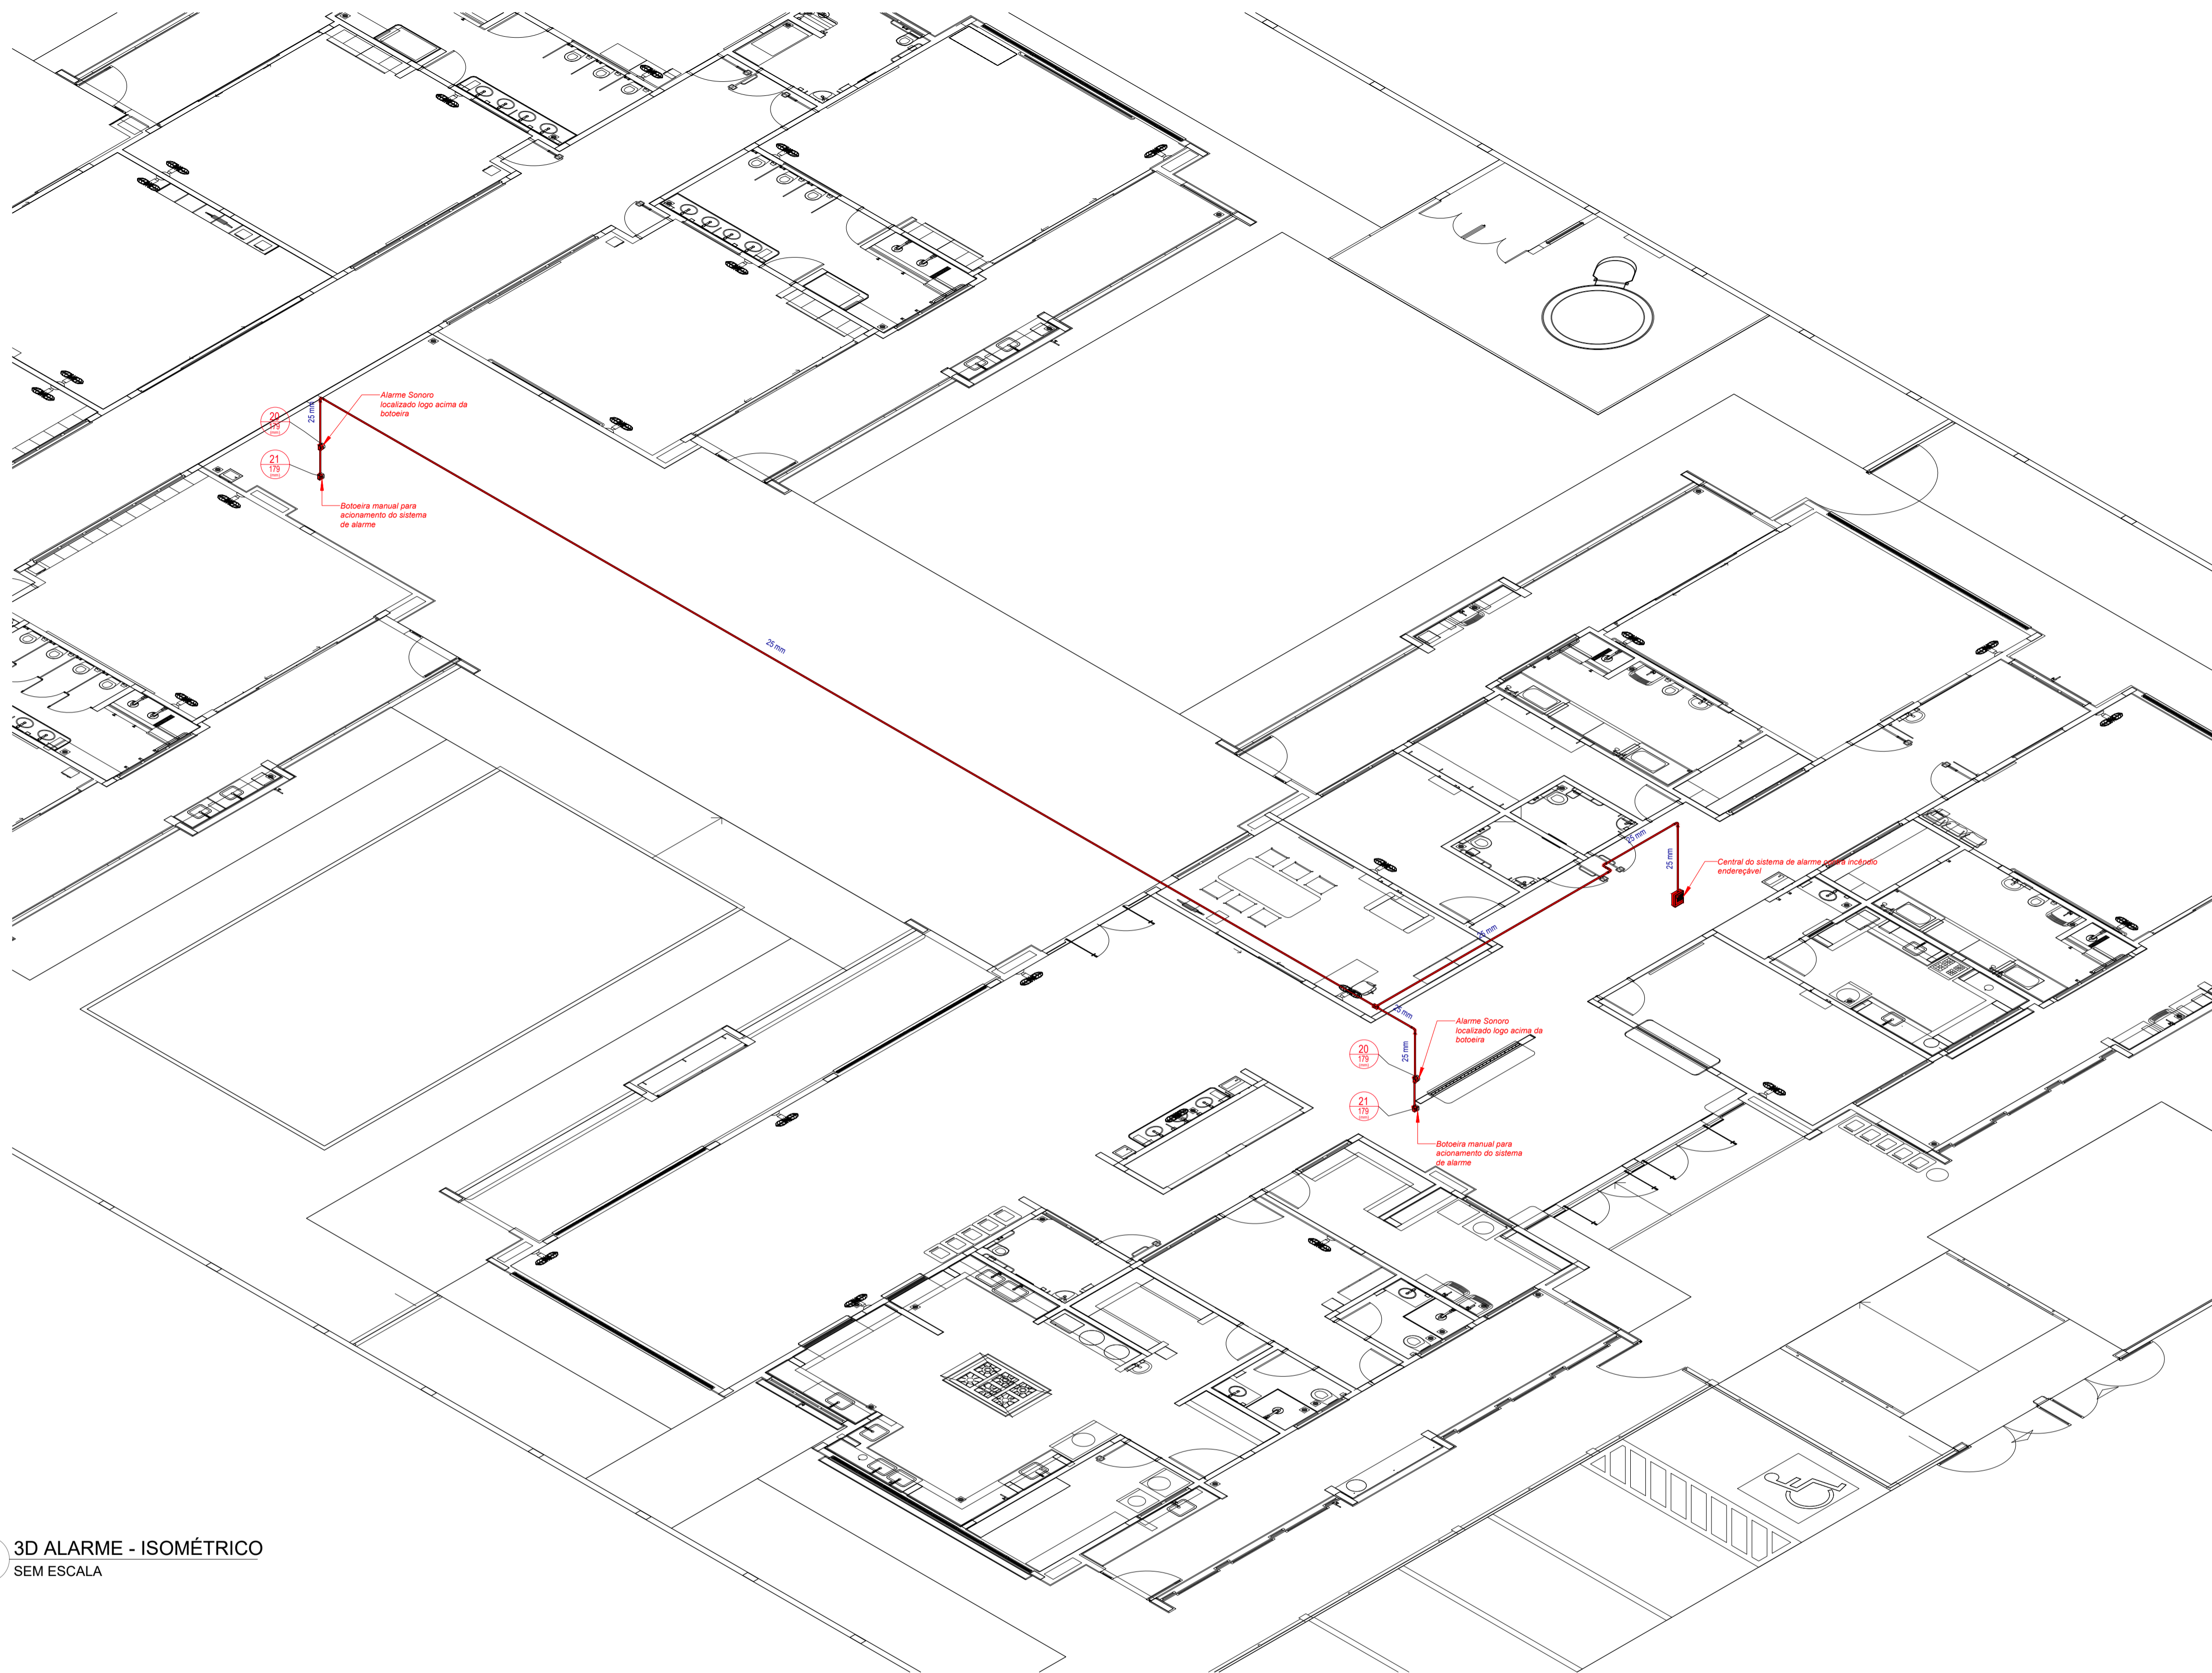 Alarme Sonoro
localizado logo acima da
botoeira
20
179
25 mm
21
179
Botoeira manual para
acionamento do sistema
de alarme
25 mm
25 mm
25 mm
Central do sistema de alarme
incêndio
endereçável
25 mm
25 mm
Alarme Sonoro
localizado logo acima da
botoeira
20
179
25 mm
21
179
Botoeira manual para
acionamento do sistema
de alarme
3D ALARME - ISOMÉTRICO
SEM ESCALA